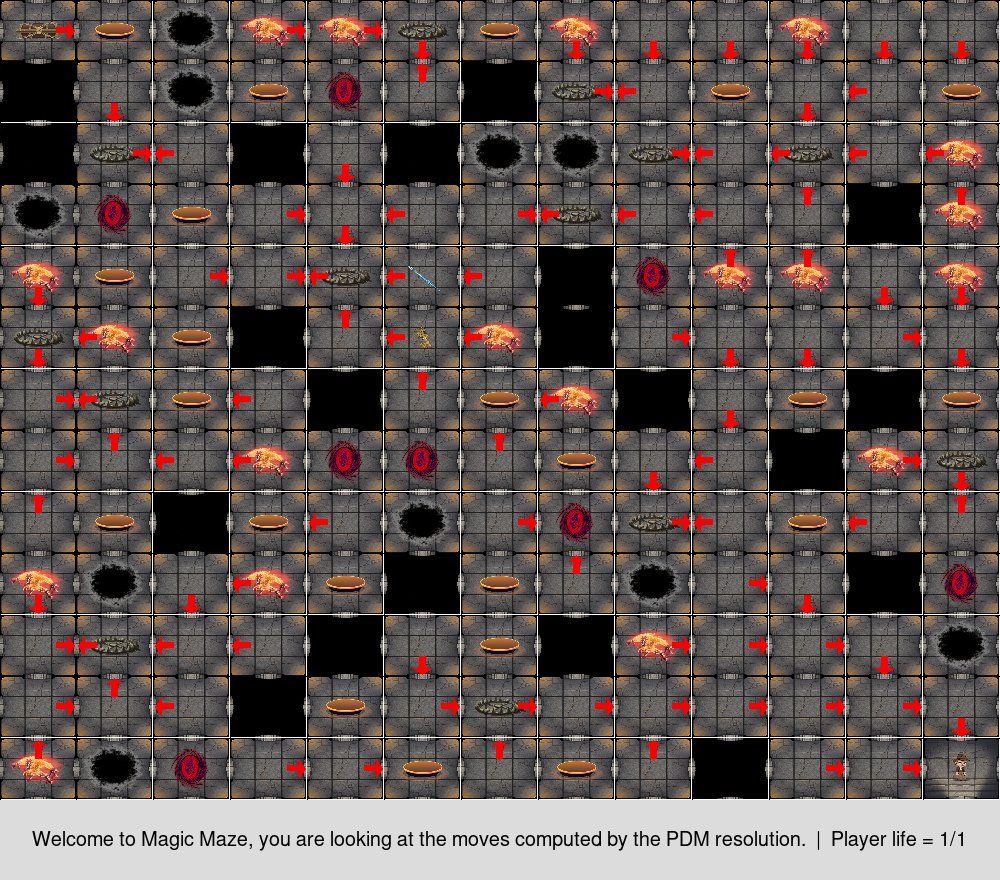 Welcome to Magic Maze, you are looking at the moves computed by the PDM resolution.  |  Player life = 1/1